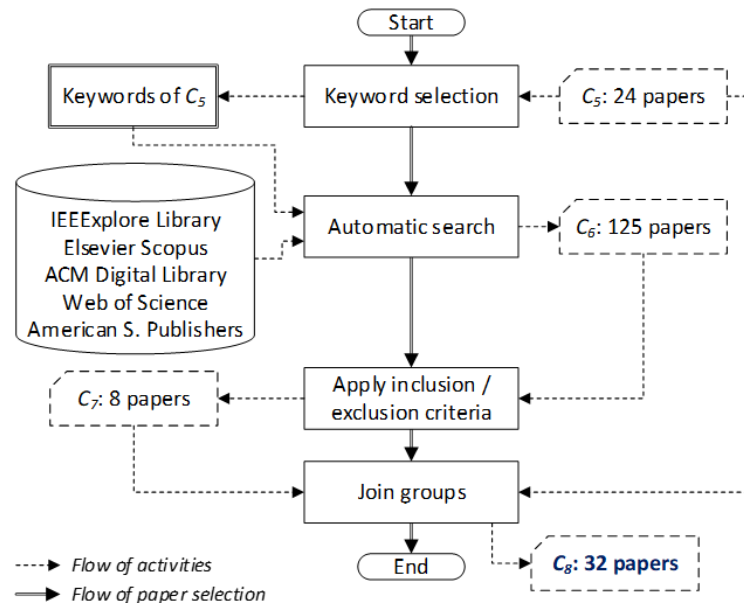 Start
Keywords of C5
Keyword selection
C5: 24 papers
IEEExplore Library
Elsevier Scopus
ACM Digital Library
Web of Science
American S. Publishers
Automatic search
C6: 125 papers
C7: 8 papers
Apply inclusion /
exclusion criteria
Join groups
End
C8: 32 papers
Flow of activities
Flow of paper selection